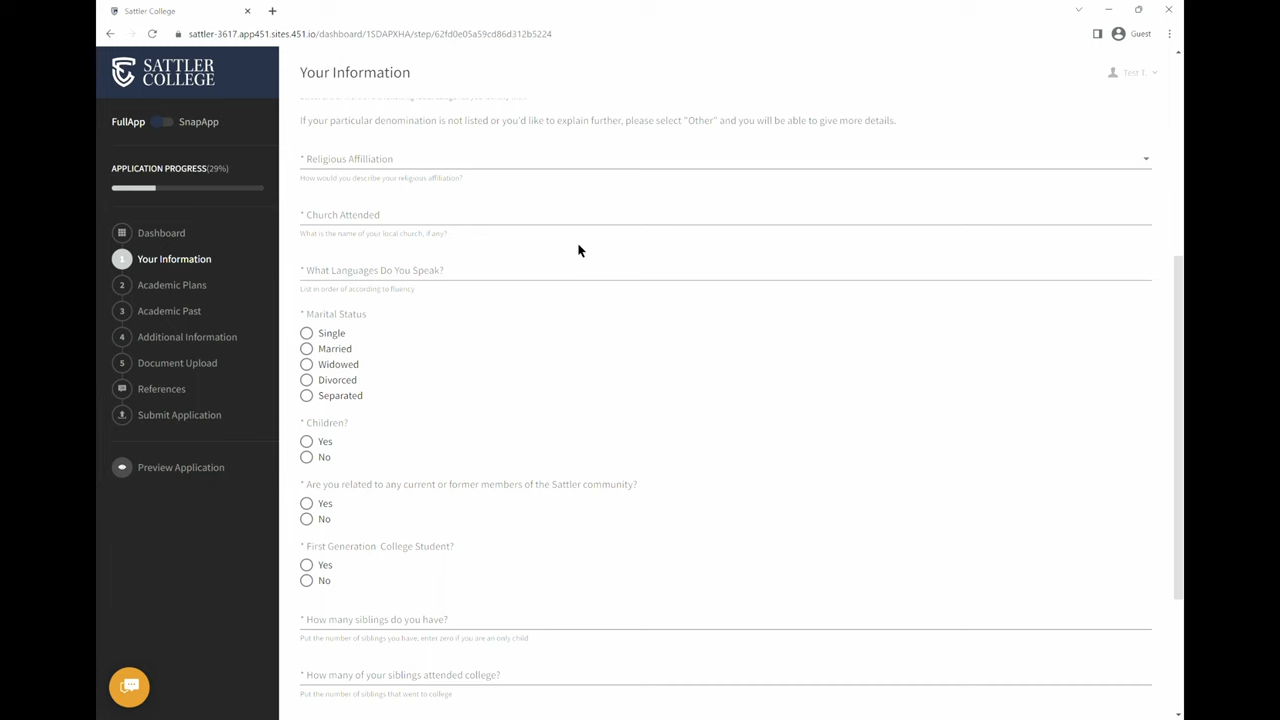 Sattler College
sattler-3617.app451.sites.451.io/dashboard/1SDAPXHA/step/62fd0e05a59cd86d312b5224
Guest
SATTLER
COLLEGE
FullApp SnapApp
APPLICATION PROGRESS(29%)
Dashboard
1 Your Information
2 Academic Plans
3 Academic Past
4 Additional Information
5 Document Upload
References
Submit Application
Preview Application
Your Information
Test T.
If your particular denomination is not listed or you'd like to explain further, please select "Other" and you will be able to give more details.
* Religious Affilliation
How would you describe your religious affiliation?
* Church Attended
What is the name of your local church, if any?
* What Languages Do You Speak?
List in order of according to fluency
* Marital Status
Single
Married
Widowed
Divorced
Separated
* Children?
Yes
No
* Are you related to any current or former members of the Sattler community?
Yes
No
* First Generation College Student?
Yes
No
* How many siblings do you have?
Put the number of siblings you have, enter zero if you are an only child
* How many of your siblings attended college?
Put the number of siblings that went to college